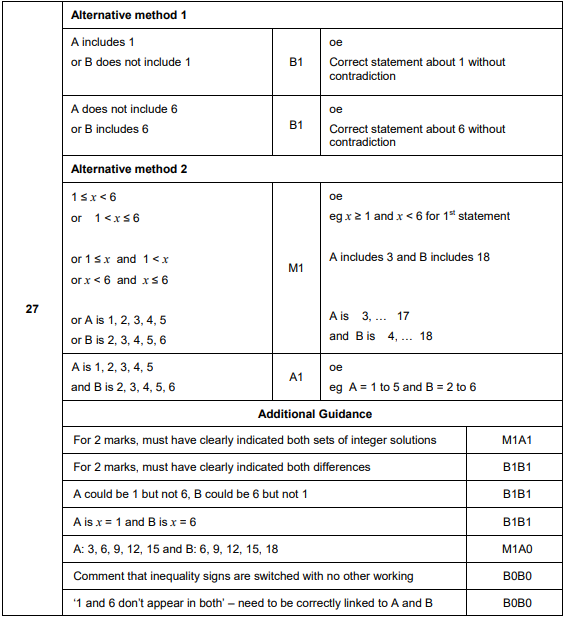 Alternative method 1
A includes 1
or B does not include 1
B1
oe
Correct statement about 1 without
contradiction
A does not include 6
or B includes 6
B1
oe
Correct statement about 6 without
contradiction
Alternative method 2
27
1 ≤ x < 6
or 1 < x ≤ 6
or 1 ≤ x and 1 < x
or x < 6 and x ≤ 6
or A is 1, 2, 3, 4, 5
or B is 2, 3, 4, 5, 6
M1
oe
eg x ≥ 1 and x < 6 for 1st statement
A includes 3 and B includes 18
A is 3, … 17
and B is 4, … 18
A is 1, 2, 3, 4, 5
and B is 2, 3, 4, 5, 6
A1
oe
eg A = 1 to 5 and B = 2 to 6
Additional Guidance
For 2 marks, must have clearly indicated both sets of integer solutions
M1A1
For 2 marks, must have clearly indicated both differences
B1B1
A could be 1 but not 6, B could be 6 but not 1
B1B1
A is x = 1 and B is x = 6
B1B1
A: 3, 6, 9, 12, 15 and B: 6, 9, 12, 15, 18
M1A0
Comment that inequality signs are switched with no other working
B0B0
'1 and 6 don't appear in both' – need to be correctly linked to A and B
B0B0